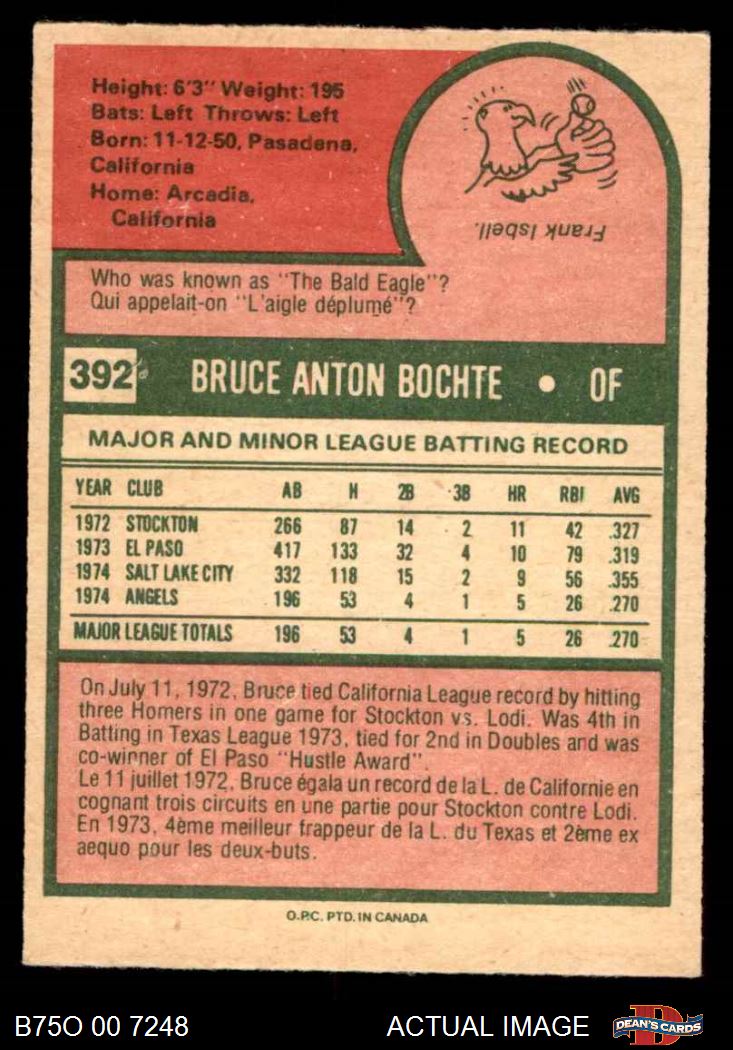 Height: 6'3" Weight: 195
Bats: Left Throws: Left
Born: 11-12-50, Pasadena,
California
Home: Arcadia,
California
Frank Isbell.
Who was known as "The Bald Eagle"?
Qui appelait-on "L'aigle déplumé"?
392 BRUCE ANTON BOCHTE • OF
MAJOR AND MINOR LEAGUE BATTING RECORD
YEAR CLUB AB H 2B 3B HR RBI AVG
1972 STOCKTON 266 87 14 2 11 42 .327
1973 EL PASO 417 133 32 4 10 79 .319
1974 SALT LAKE CITY 332 118 15 2 9 56 .355
1974 ANGELS 196 53 4 1 5 26 .270
MAJOR LEAGUE TOTALS 196 53 4 1 5 26 .270
On July 11, 1972, Bruce tied California League record by hitting
three Homers in one game for Stockton vs. Lodi. Was 4th in
Batting in Texas League 1973, tied for 2nd in Doubles and was
co-winner of El Paso "Hustle Award".
Le 11 juillet 1972, Bruce égala un record de la L. de Californie en
cognant trois circuits en une partie pour Stockton contre Lodi.
En 1973, 4ème meilleur frappeur de la L. du Texas et 2ème ex
aequo pour les deux-buts.
O.P.C. PTD. IN CANADA
B75O 00 7248 ACTUAL IMAGE DEAN'S CARDS